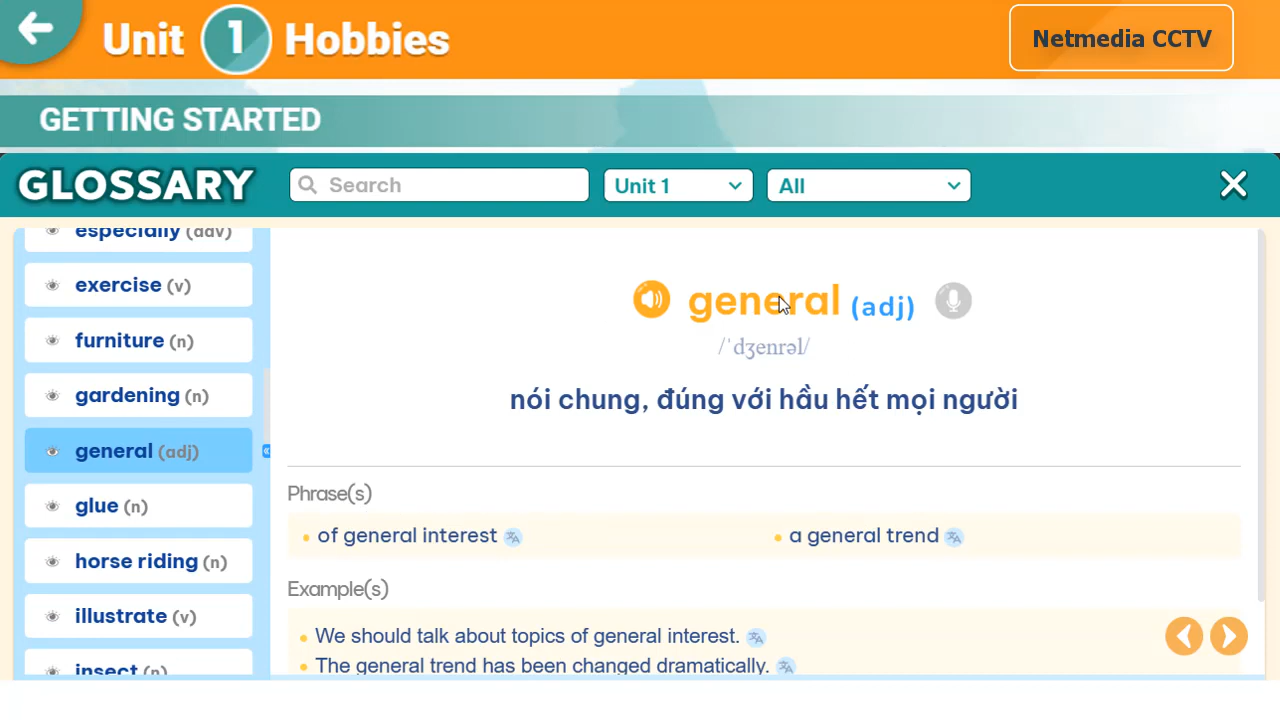 Unit 1 Hobbies
Netmedia CCTV
GETTING STARTED
GLOSSARY
Search
Unit 1
All
especially (adv)
exercise (v)
furniture (n)
gardening (n)
general (adj)
glue (n)
horse riding (n)
illustrate (v)
insect (n)
general (adj)
/ˈdʒenrəl/
nói chung, đúng với hầu hết mọi người
Phrase(s)
• of general interest
• a general trend
Example(s)
• We should talk about topics of general interest.
• The general trend has been changed dramatically.